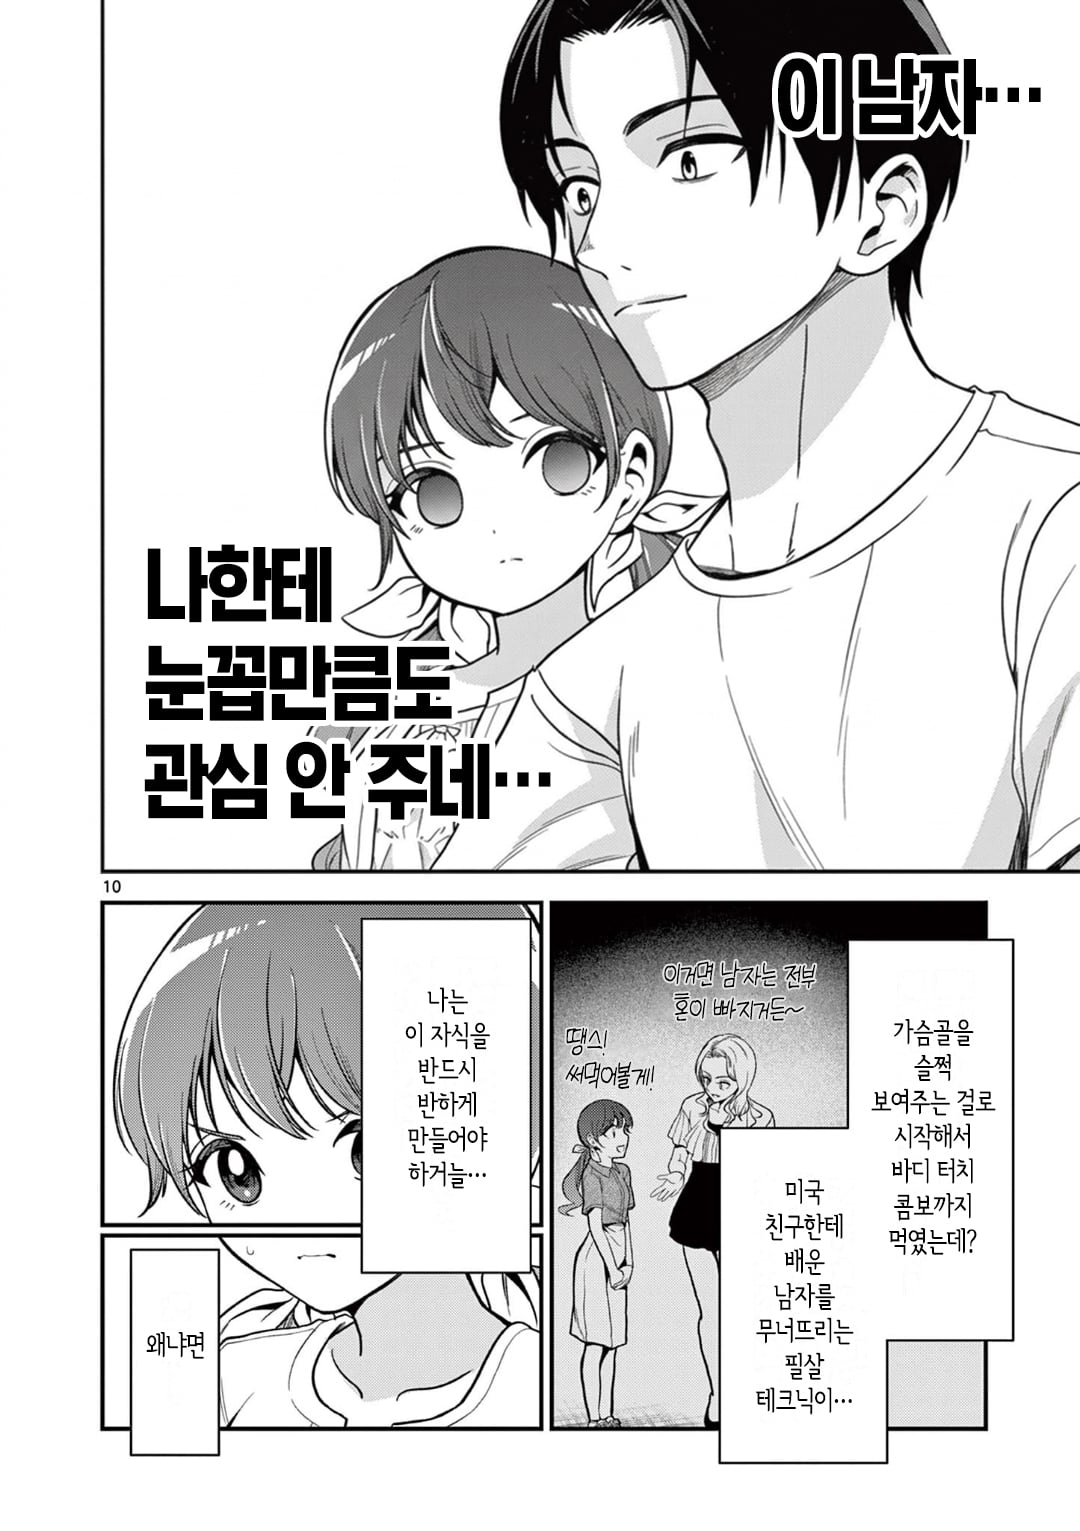 이 남자…
나한테
눈꼽만큼도
관심 안 주네…
10
가슴골을
슬쩍
보여주는 걸로
시작해서
바디 터치
콤보까지
먹였는데?
이거면 남자는 전부
혼이 빠지거든~
땡스!
써먹어볼게!
미국
친구한테
배운
남자를
무너뜨리는
필살
테크닉이…
나는
이 자식을
반드시
반하게
만들어야
하거늘…
왜냐면